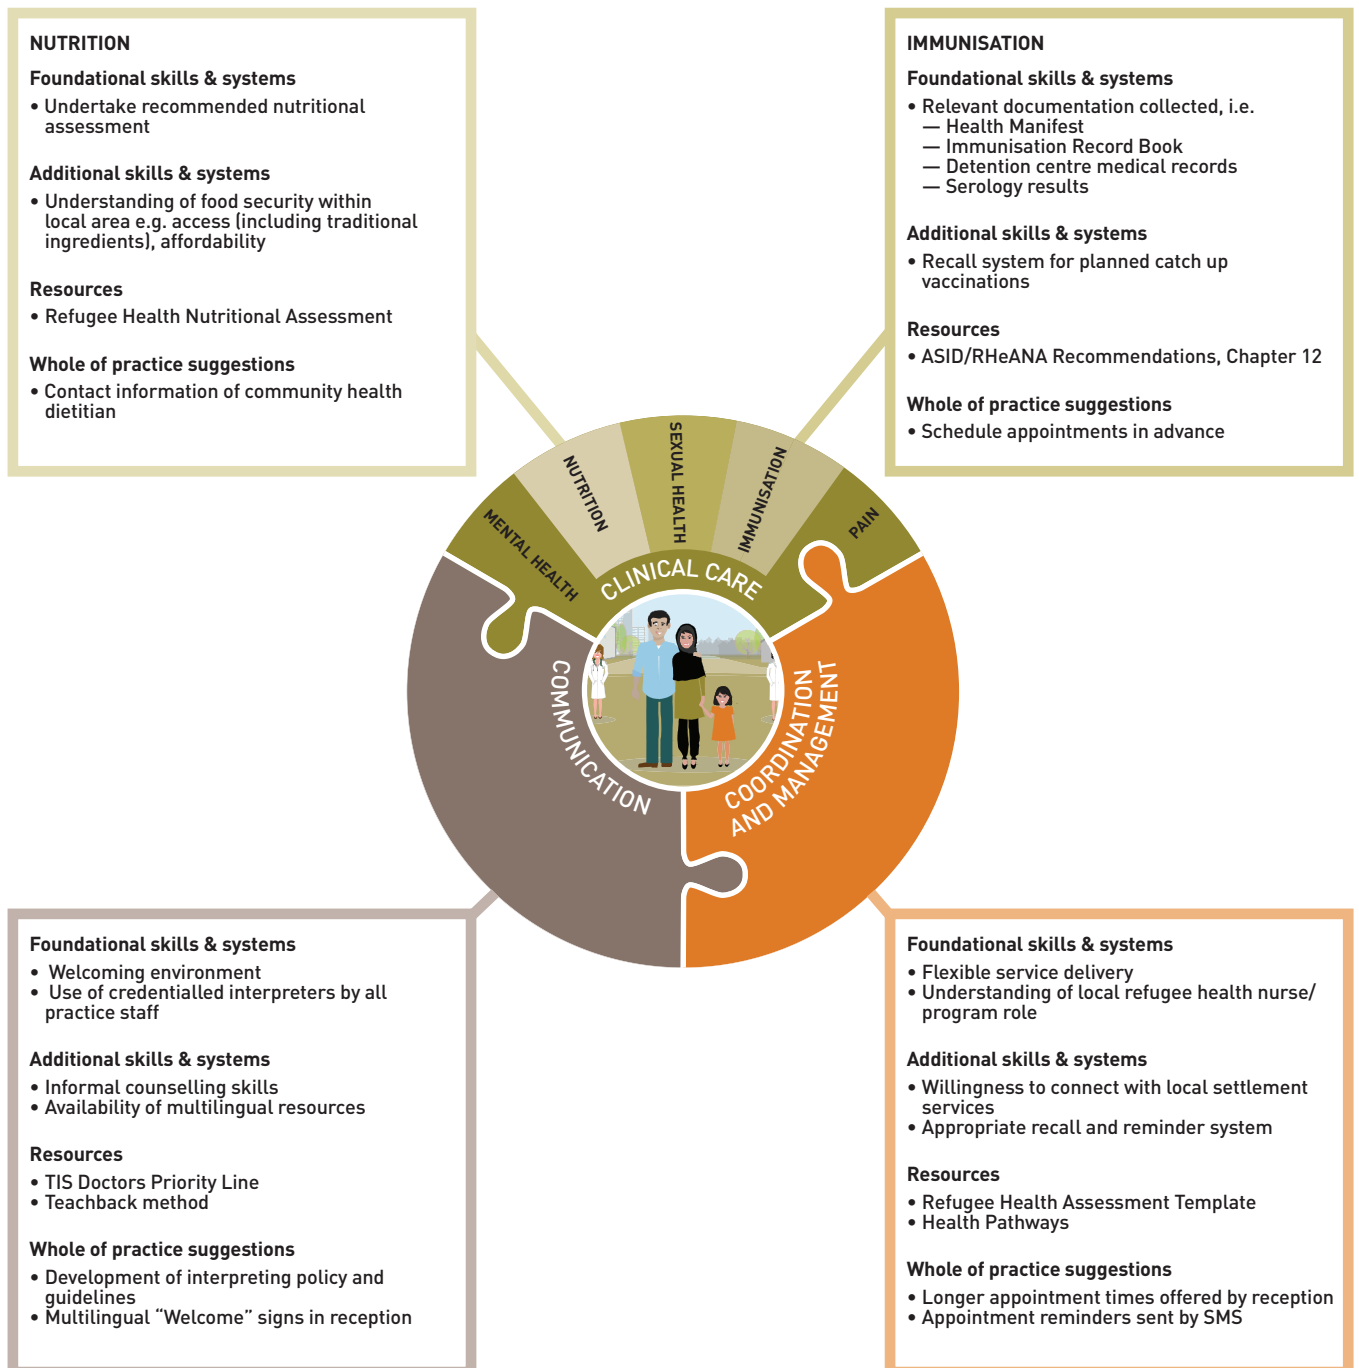 NUTRITION
Foundational skills & systems
• Undertake recommended nutritional
assessment
Additional skills & systems
• Understanding of food security within
local area e.g. access (including traditional
ingredients), affordability
Resources
• Refugee Health Nutritional Assessment
Whole of practice suggestions
• Contact information of community health
dietitian
IMMUNISATION
Foundational skills & systems
• Relevant documentation collected, i.e.
— Health Manifest
— Immunisation Record Book
— Detention centre medical records
— Serology results
Additional skills & systems
• Recall system for planned catch up
vaccinations
Resources
• ASID/RHeANA Recommendations, Chapter 12
Whole of practice suggestions
• Schedule appointments in advance
MENTAL HEALTH
NUTRITION
SEXUAL HEALTH
IMMUNISATION
PAIN
CLINICAL CARE
COMMUNICATION
COORDINATION
AND MANAGEMENT
Foundational skills & systems
• Welcoming environment
• Use of credentialled interpreters by all
practice staff
Additional skills & systems
• Informal counselling skills
• Availability of multilingual resources
Resources
• TIS Doctors Priority Line
• Teachback method
Whole of practice suggestions
• Development of interpreting policy and
guidelines
• Multilingual “Welcome” signs in reception
Foundational skills & systems
• Flexible service delivery
• Understanding of local refugee health nurse/
program role
Additional skills & systems
• Willingness to connect with local settlement
services
• Appropriate recall and reminder system
Resources
• Refugee Health Assessment Template
• Health Pathways
Whole of practice suggestions
• Longer appointment times offered by reception
• Appointment reminders sent by SMS